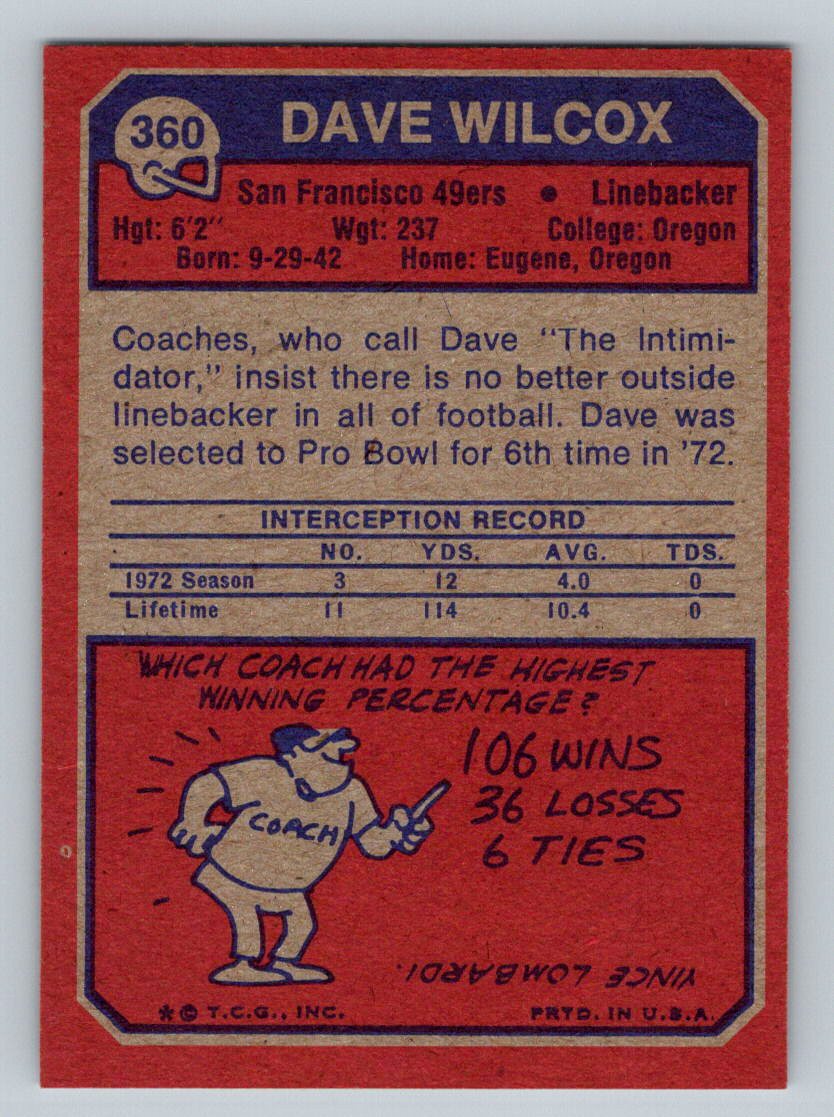 360
DAVE WILCOX
San Francisco 49ers • Linebacker
Hgt: 6'2" Wgt: 237 College: Oregon
Born: 9-29-42 Home: Eugene, Oregon
Coaches, who call Dave "The Intimi-
dator," insist there is no better outside
linebacker in all of football. Dave was
selected to Pro Bowl for 6th time in '72.
INTERCEPTION RECORD
NO. YDS. AVG. TDS.
1972 Season 3 12 4.0 0
Lifetime 11 114 10.4 0
WHICH COACH HAD THE HIGHEST
WINNING PERCENTAGE?
106 WINS
36 LOSSES
6 TIES
COACH
VINCE LOMBARDI.
* © T.C.G., INC. PRTD. IN U.S.A.